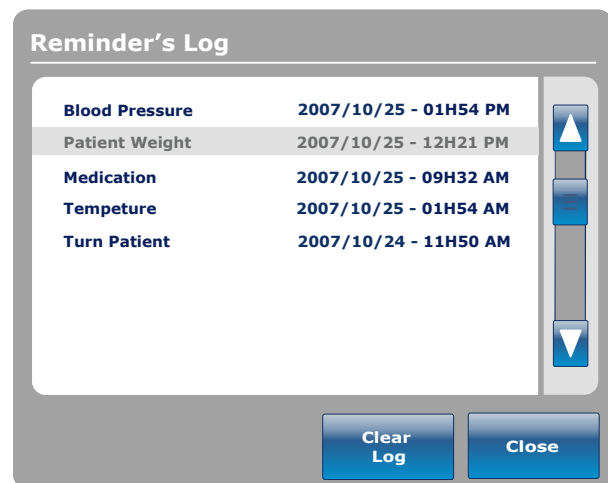 Reminder’s Log
Blood Pressure 2007/10/25 - 01H54 PM
Patient Weight 2007/10/25 - 12H21 PM
Medication 2007/10/25 - 09H32 AM
Tempeture 2007/10/25 - 01H54 AM
Turn Patient 2007/10/24 - 11H50 AM
Clear
Log
Close